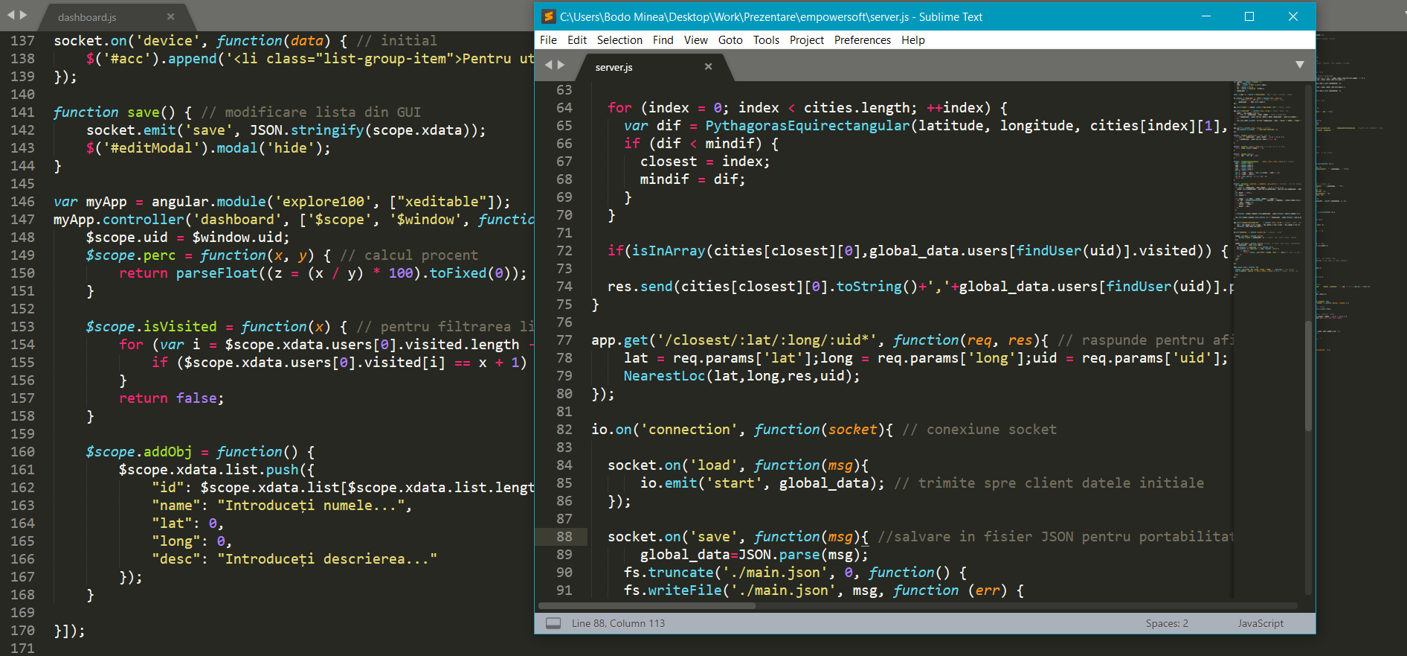 dashboard.js
137 socket.on('device', function(data) { // initial
138 $('#acc').append('<li class="list-group-item">Pentru ut
139 });
140
141 function save() { // modificare lista din GUI
142 socket.emit('save', JSON.stringify(scope.xdata));
143 $('#editModal').modal('hide');
144 }
145
146 var myApp = angular.module('explore100', ["xeditable"]);
147 myApp.controller('dashboard', ['$scope', '$window', functio
148 $scope.uid = $window.uid;
149 $scope.perc = function(x, y) { // calcul procent
150 return parseFloat((z = (x / y) * 100).toFixed(0));
151 }
152
153 $scope.isVisited = function(x) { // pentru filtrarea li
154 for (var i = $scope.xdata.users[0].visited.length -
155 if ($scope.xdata.users[0].visited[i] == x + 1)
156 }
157 return false;
158 }
159
160 $scope.addObj = function() {
161 $scope.xdata.list.push({
162 "id": $scope.xdata.list[$scope.xdata.list.lengt
163 "name": "Introduceți numele...",
164 "lat": 0,
165 "long": 0,
166 "desc": "Introduceți descrierea..."
167 });
168 }
169
170 }]);
171
C:\Users\Bodo Minea\Desktop\Work\Prezentare\empowersoft\server.js - Sublime Text
File Edit Selection Find View Goto Tools Project Preferences Help
server.js
63
64 for (index = 0; index < cities.length; ++index) {
65 var dif = PythagorasEquirectangular(latitude, longitude, cities[index][1],
66 if (dif < mindif) {
67 closest = index;
68 mindif = dif;
69 }
70 }
71
72 if(isInArray(cities[closest][0],global_data.users[findUser(uid)].visited)) {
73
74 res.send(cities[closest][0].toString()+','+global_data.users[findUser(uid)].p
75 }
76
77 app.get('/closest/:lat/:long/:uid*', function(req, res){ // raspunde pentru afi
78 lat = req.params['lat'];long = req.params['long'];uid = req.params['uid'];
79 NearestLoc(lat,long,res,uid);
80 });
81
82 io.on('connection', function(socket){ // conexiune socket
83
84 socket.on('load', function(msg){
85 io.emit('start', global_data); // trimite spre client datele initiale
86 });
87
88 socket.on('save', function(msg){ //salvare in fisier JSON pentru portabilitat
89 global_data=JSON.parse(msg);
90 fs.truncate('./main.json', 0, function() {
91 fs.writeFile('./main.json', msg, function (err) {
Line 88, Column 113
Spaces: 2
JavaScript